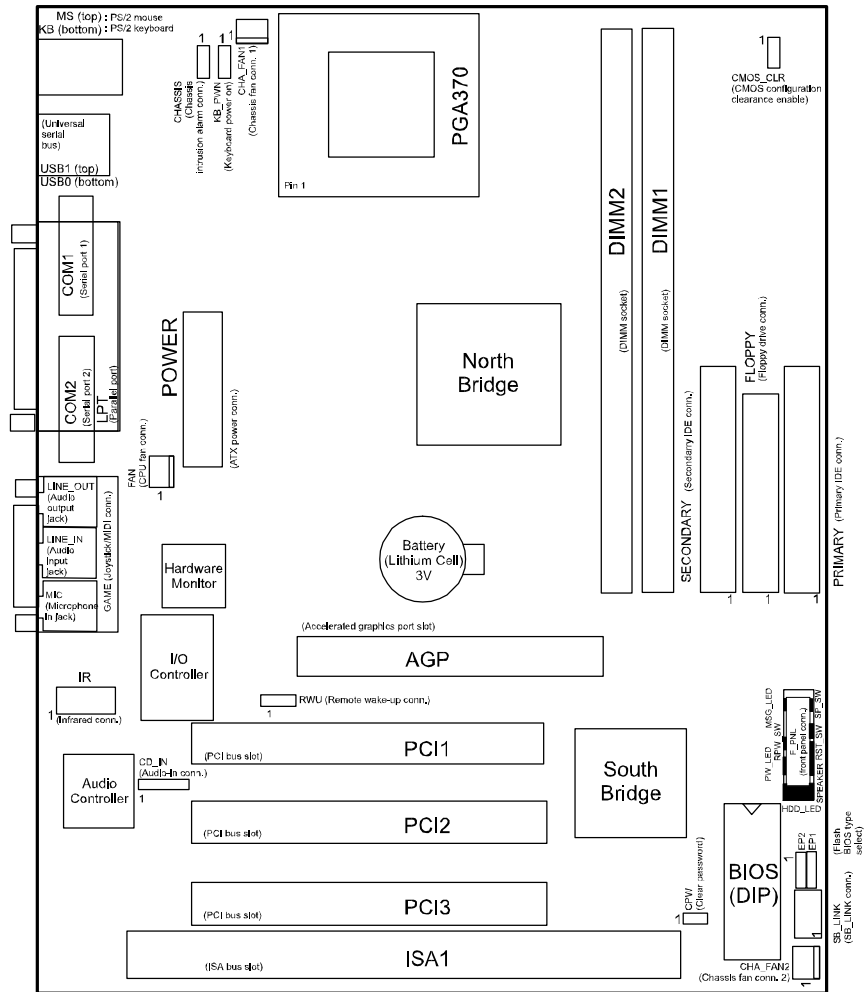 MS (top) : PS/2 mouse
KB (bottom) : PS/2 keyboard
(Universal
serial
bus)
USB1 (top)
USB0 (bottom)
1
CHASSIS
(Chassis
intrusion alarm conn.)
1
KB_PWN
(Keyboard power on)
1
CHA_FAN1
(Chassis fan conn. 1)
PGA370
Pin 1
1
CMOS_CLR
(CMOS configuration
clearance enable)
DIMM2
(DIMM socket)
DIMM1
(DIMM socket)
COM1
(Serial port 1)
COM2
(Serial port 2)
LPT
(Parallel port)
POWER
(ATX power conn.)
North
Bridge
FLOPPY
(Floppy drive conn.)
FAN
(CPU fan conn.)
1
SECONDARY (Secondarry IDE conn.)
1
1
1
PRIMARY (Primary IDE conn.)
LINE_OUT
(Audio
output
jack)
LINE_IN
(Audio
input
jack)
MIC
(Microphone
in jack)
GAME (Joystick/MIDI conn.)
Hardware
Monitor
Battery
(Lithium Cell)
3V
I/O
Controller
(Accelerated graphics port slot)
AGP
IR
1
(Infrared conn.)
1
RWU (Remote wake-up conn.)
MSG_LED
SP_SW
RPW_SW
F_PNL
(front panel conn.)
RST_SW
PW_LED
SPEAKER
HDD_LED
(PCI bus slot)
PCI1
CD_IN
(Audio-in conn.)
1
Audio
Controller
South
Bridge
(PCI bus slot)
PCI2
BIOS
(DIP)
1
EP2
EP1
(Flash
BIOS type
select)
(PCI bus slot)
PCI3
CPW
(Clear password)
1
1
SB_LINK
(SB_LINK conn.)
(ISA bus slot)
ISA1
CHA_FAN2
(Chassis fan conn. 2)
1